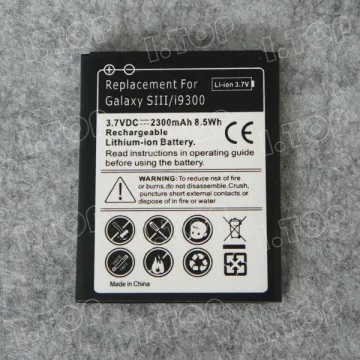 Replacement For
Li-ion 3.7V
Galaxy SIII/i9300
3.7VDC 2300mAh 8.5Wh
Rechargeable
Lithium-ion Battery.
Read instructions in operating guide
before using battery.
CE
WARNING: To reduce risk of fire
or burns,do not disassemble.Crush,
puncture or short external
contacts,or dispose of in fire.
Made in China
I.TOP